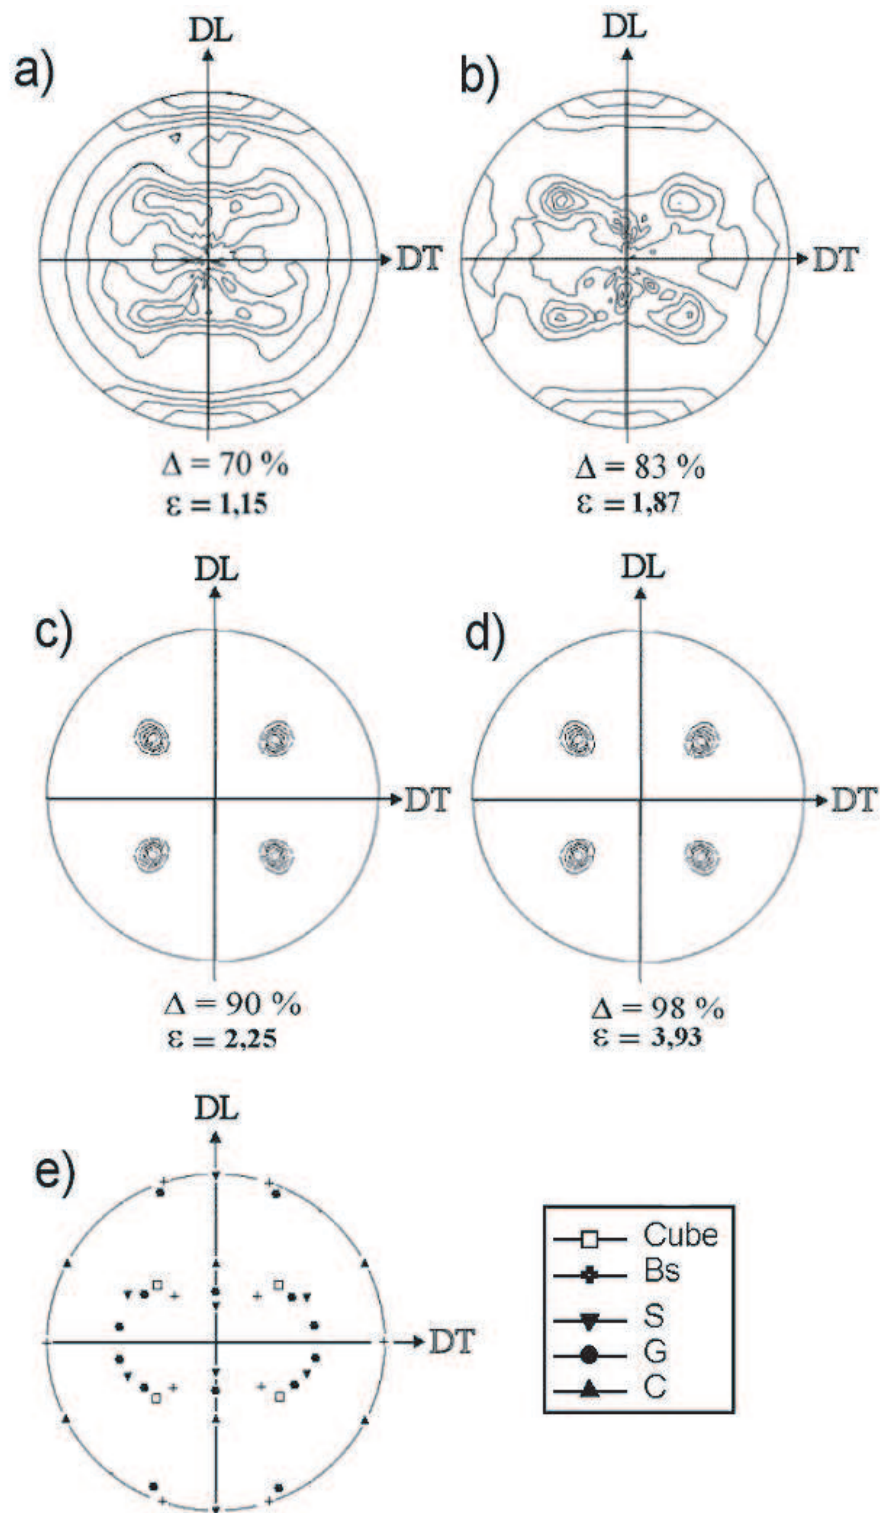 DL
DL
a)
b)
DT
DT
Δ = 70 %
ε = 1,15
Δ = 83 %
ε = 1,87
DL
DL
c)
d)
DT
DT
Δ = 90 %
ε = 2,25
Δ = 98 %
ε = 3,93
DL
e)
DT
Cube
Bs
S
G
C